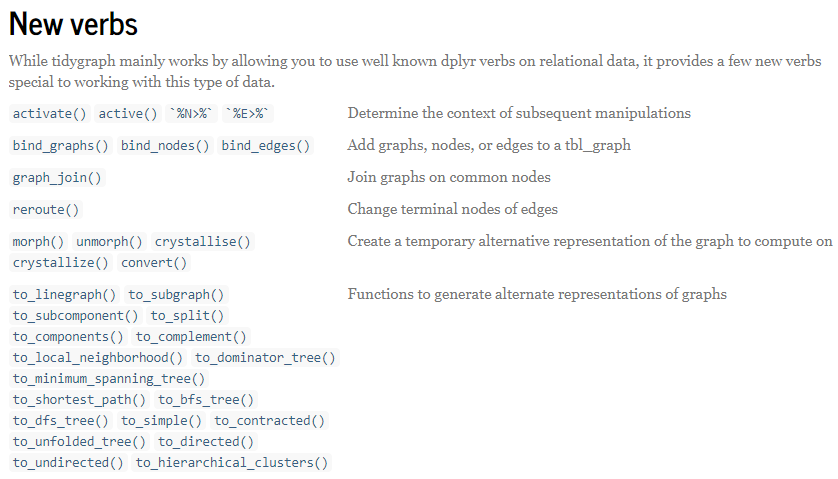 New verbs
While tidygraph mainly works by allowing you to use well known dplyr verbs on relational data, it provides a few new verbs
special to working with this type of data.
activate() active() `%N>%` `%E>%` Determine the context of subsequent manipulations
bind_graphs() bind_nodes() bind_edges() Add graphs, nodes, or edges to a tbl_graph
graph_join() Join graphs on common nodes
reroute() Change terminal nodes of edges
morph() unmorph() crystallise() Create a temporary alternative representation of the graph to compute on
crystallize() convert()
to_linegraph() to_subgraph() Functions to generate alternate representations of graphs
to_subcomponent() to_split()
to_components() to_complement()
to_local_neighborhood() to_dominator_tree()
to_minimum_spanning_tree()
to_shortest_path() to_bfs_tree()
to_dfs_tree() to_simple() to_contracted()
to_unfolded_tree() to_directed()
to_undirected() to_hierarchical_clusters()